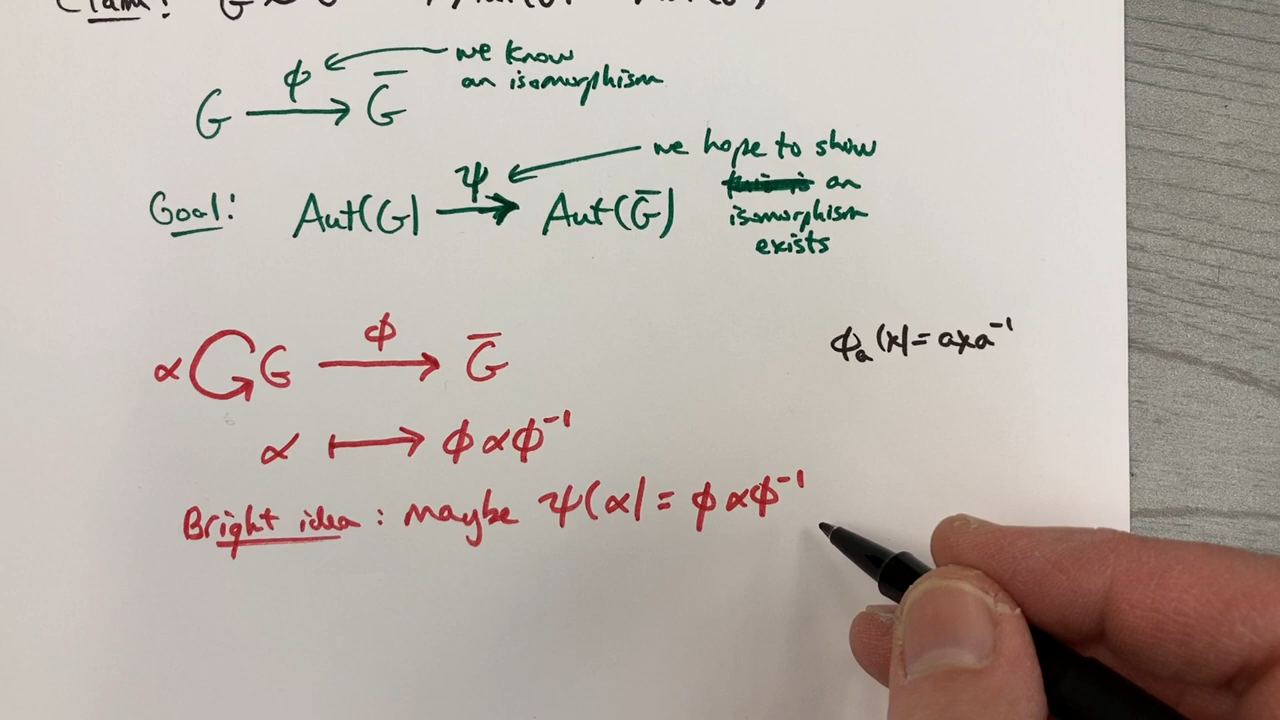 Claim:
ϕ
we know
an isomorphism
G ⟶ G̅
we hope to show
an
isomorphism
exists
ψ
Goal: Aut(G) ⟶ Aut(G̅)
ϕ
α G ⟶ G̅
ϕₐ(x) = axa⁻¹
α ⟼ ϕαϕ⁻¹
Bright idea: maybe ψ(α) = ϕαϕ⁻¹